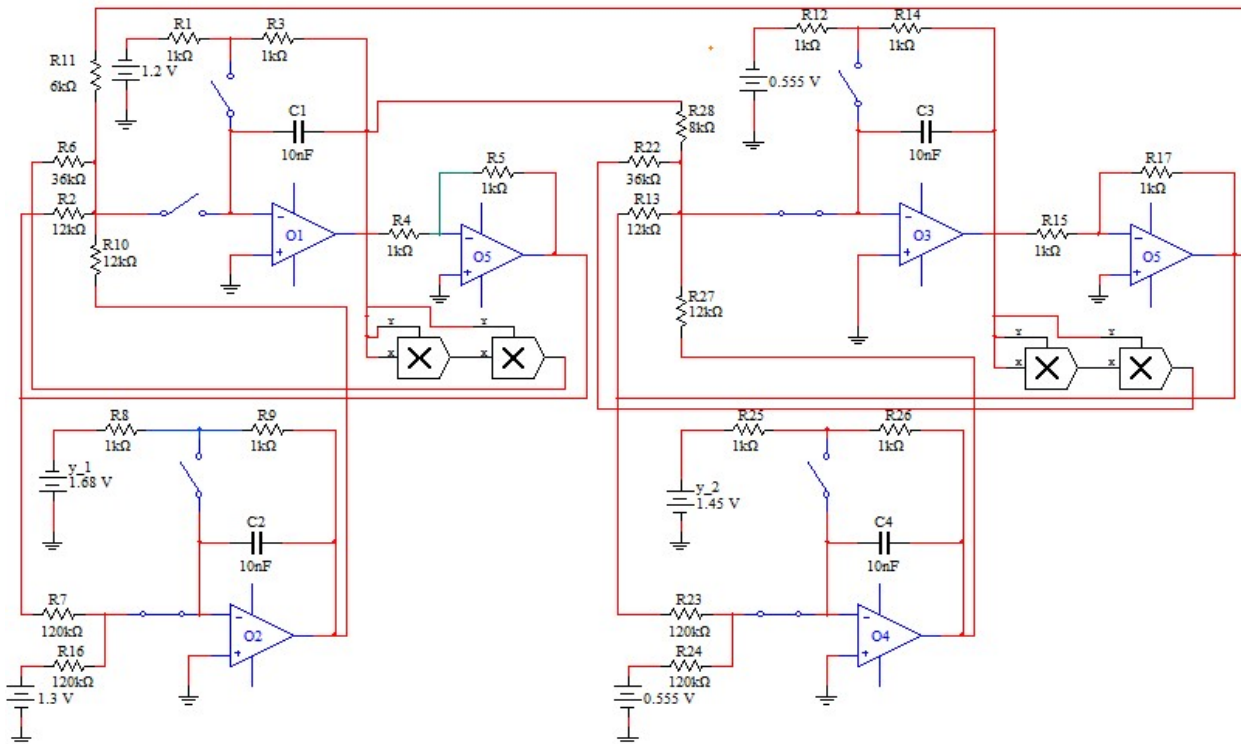 R1
1kΩ
R3
1kΩ
R11
6kΩ
1.2 V
C1
10nF
R6
36kΩ
R2
12kΩ
R10
12kΩ
O1
R4
1kΩ
R5
1kΩ
O5
Y
X
Y
X
R12
1kΩ
R14
1kΩ
0.555 V
R28
8kΩ
C3
10nF
R22
36kΩ
R13
12kΩ
R27
12kΩ
O3
R15
1kΩ
R17
1kΩ
O5
Y
X
Y
X
R8
1kΩ
R9
1kΩ
y_1
1.68 V
C2
10nF
R7
120kΩ
R16
120kΩ
1.3 V
O2
R25
1kΩ
R26
1kΩ
y_2
1.45 V
C4
10nF
R23
120kΩ
R24
120kΩ
0.555 V
O4